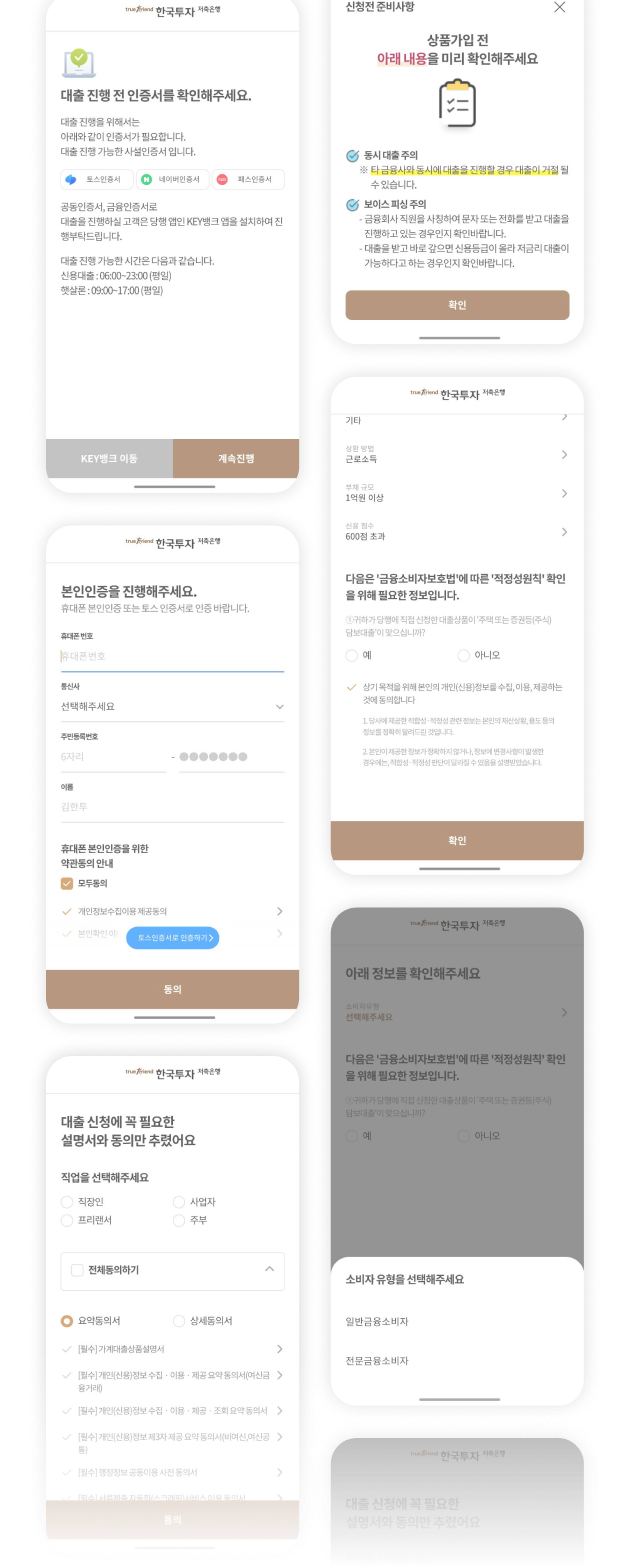 true friend 한국투자 저축은행
대출 진행 전 인증서를 확인해주세요.
대출 진행을 위해서는
아래와 같이 인증서가 필요합니다.
대출 진행 가능한 사설인증서 입니다.
토스인증서
네이버인증서
패스인증서
공동인증서, 금융인증서로
대출을 진행하실 고객은 당행 앱인 KEY뱅크 앱을 설치하여 진
행부탁드립니다.
대출 진행 가능한 시간은 다음과 같습니다.
신용대출 : 06:00~23:00 (평일)
햇살론 : 09:00~17:00 (평일)
KEY뱅크 이동
계속진행
true friend 한국투자 저축은행
본인인증을 진행해주세요.
휴대폰 본인인증 또는 토스 인증서로 인증 바랍니다.
휴대폰 번호
휴대폰번호
통신사
선택해주세요
주민등록번호
6자리 - ●●●●●●●
이름
김한투
휴대폰 본인인증을 위한
약관동의 안내
모두동의
개인정보수집이용 제공동의
본인확인 이
토스인증서로 인증하기
동의
true friend 한국투자 저축은행
대출 신청에 꼭 필요한
설명서와 동의만 추렸어요
직업을 선택해주세요
직장인
사업자
프리랜서
주부
전체동의하기
요약동의서
상세동의서
[필수] 가계대출상품설명서
[필수] 개인(신용)정보 수집 · 이용 · 제공 요약 동의서(여신금
융거래)
[필수] 개인(신용)정보 수집 · 이용 · 제공 · 조회 요약 동의서
[필수] 개인(신용)정보 제3자 제공 요약 동의서(비여신,여신공
통)
[필수] 행정정보 공동이용 사전 동의서
[필수] 서류제출 자동화(스크래핑)서비스 이용 동의서
동의
신청전 준비사항
상품가입 전
아래 내용을 미리 확인해주세요
동시 대출 주의
※ 타 금융사와 동시에 대출을 진행할 경우 대출이 거절 될
수 있습니다.
보이스 피싱 주의
- 금융회사 직원을 사칭하여 문자 또는 전화를 받고 대출을
진행하고 있는 경우인지 확인바랍니다.
- 대출을 받고 바로 갚으면 신용등급이 올라 저금리 대출이
가능하다고 하는 경우인지 확인바랍니다.
확인
true friend 한국투자 저축은행
기타
상환 방법
근로소득
부채 규모
1억원 이상
신용 점수
600점 초과
다음은 '금융소비자보호법'에 따른 '적정성원칙' 확인
을 위해 필요한 정보입니다.
①귀하가 당행에 직접 신청한 대출상품이 '주택 또는 증권등(주식)
담보대출'이 맞으십니까?
예
아니오
상기 목적을 위해 본인의 개인(신용)정보를 수집, 이용, 제공하는
것에 동의합니다
1. 당사에 제공한 적합성·적정성 관련 정보는 본인의 재산상황, 용도 등의
정보를 정확히 알려드린 것입니다.
2. 본인이 제공한 정보가 정확하지 않거나, 정보에 변경사항이 발생한
경우에는, 적합성·적정성 판단이 달라질 수 있음을 설명받았습니다.
확인
true friend 한국투자 저축은행
아래 정보를 확인해주세요
소비자유형
선택해주세요
다음은 '금융소비자보호법'에 따른 '적정성원칙' 확인
을 위해 필요한 정보입니다.
①귀하가 당행에 직접 신청한 대출상품이 '주택 또는 증권등(주식)
담보대출'이 맞으십니까?
예
아니오
소비자 유형을 선택해주세요
일반금융소비자
전문금융소비자
true friend 한국투자 저축은행
대출 신청에 꼭 필요한
설명서와 동의만 추렸어요